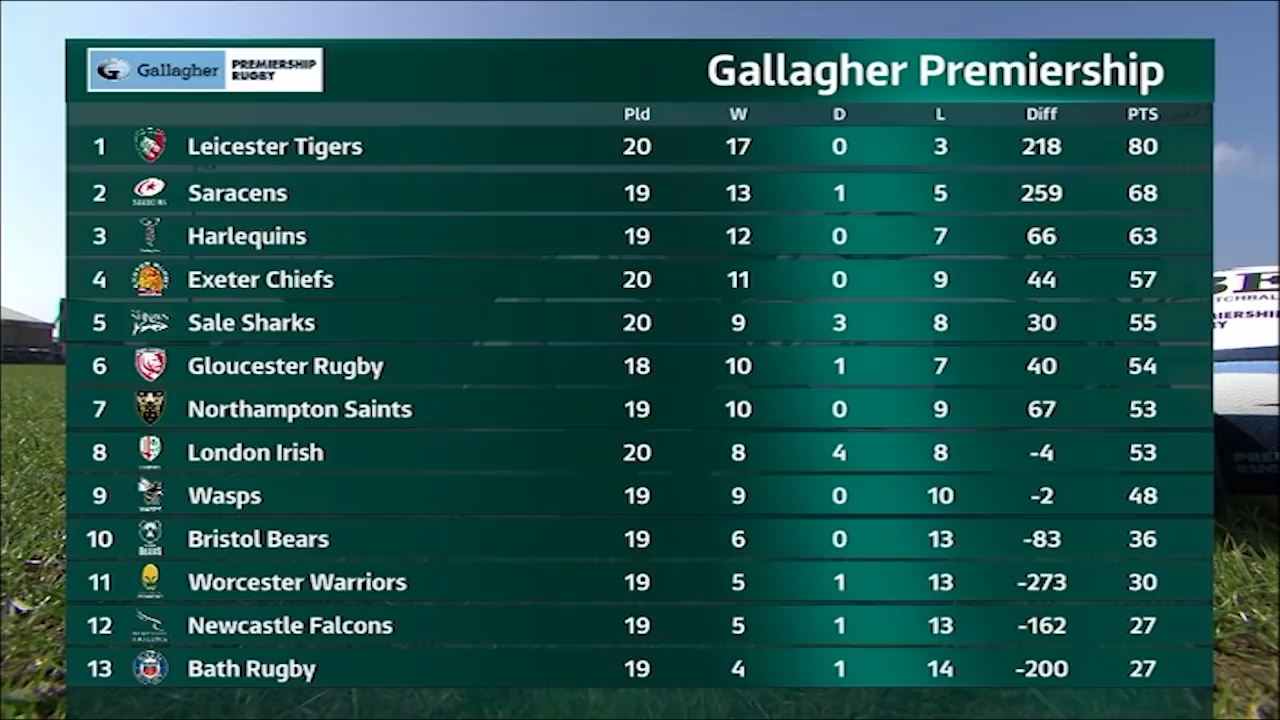 Gallagher PREMIERSHIP RUGBY Gallagher Premiership
Pld W D L Diff PTS
1 Leicester Tigers 20 17 0 3 218 80
2 Saracens 19 13 1 5 259 68
3 Harlequins 19 12 0 7 66 63
4 Exeter Chiefs 20 11 0 9 44 57
5 Sale Sharks 20 9 3 8 30 55
6 Gloucester Rugby 18 10 1 7 40 54
7 Northampton Saints 19 10 0 9 67 53
8 London Irish 20 8 4 8 -4 53
9 Wasps 19 9 0 10 -2 48
10 Bristol Bears 19 6 0 13 -83 36
11 Worcester Warriors 19 5 1 13 -273 30
12 Newcastle Falcons 19 5 1 13 -162 27
13 Bath Rugby 19 4 1 14 -200 27